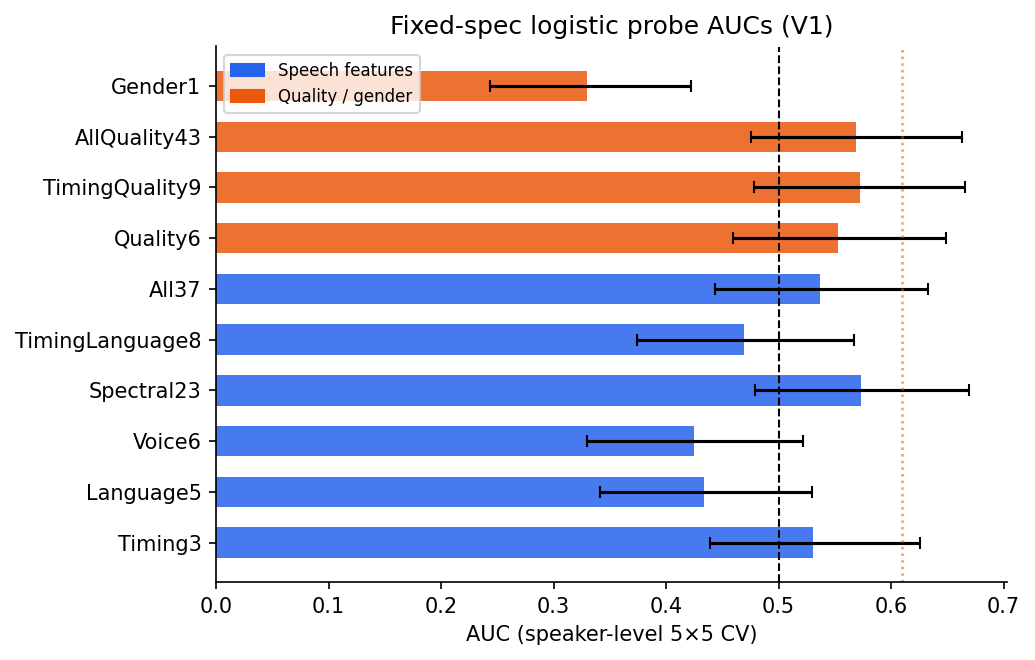 Fixed-spec logistic probe AUCs (V1)
Speech features
Quality / gender
Gender1
AllQuality43
TimingQuality9
Quality6
All37
TimingLanguage8
Spectral23
Voice6
Language5
Timing3
0.0 0.1 0.2 0.3 0.4 0.5 0.6 0.7
AUC (speaker-level 5×5 CV)